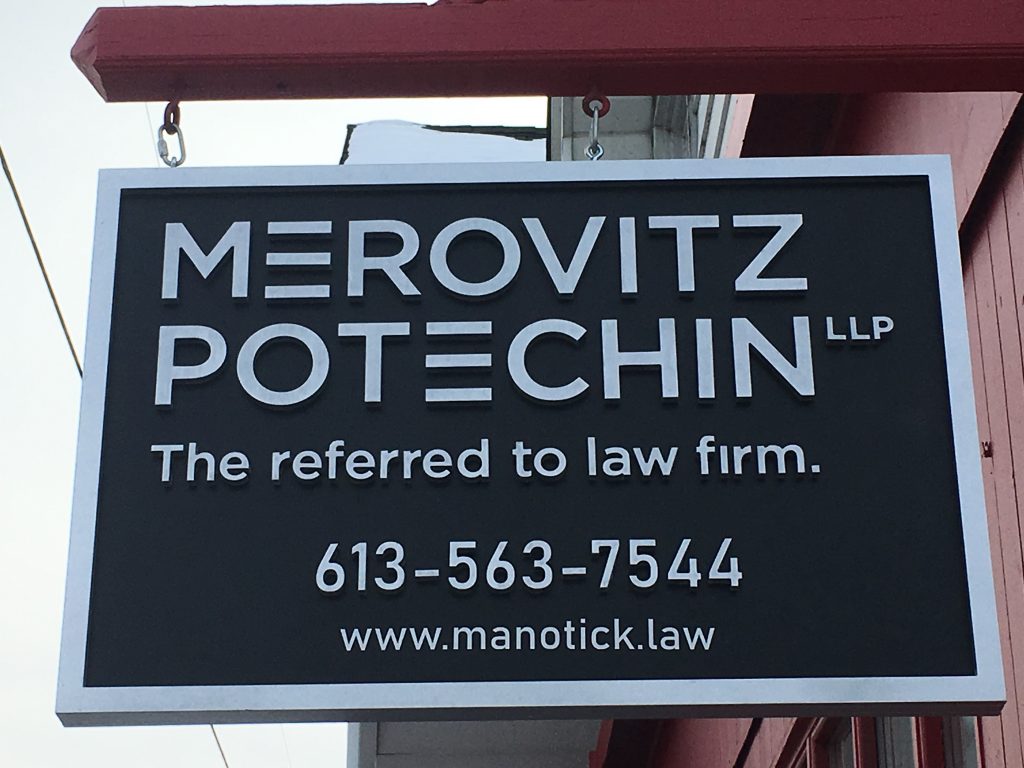 MEROVITZ
POTECHIN LLP
The referred to law firm.
613-563-7544
www.manotick.law